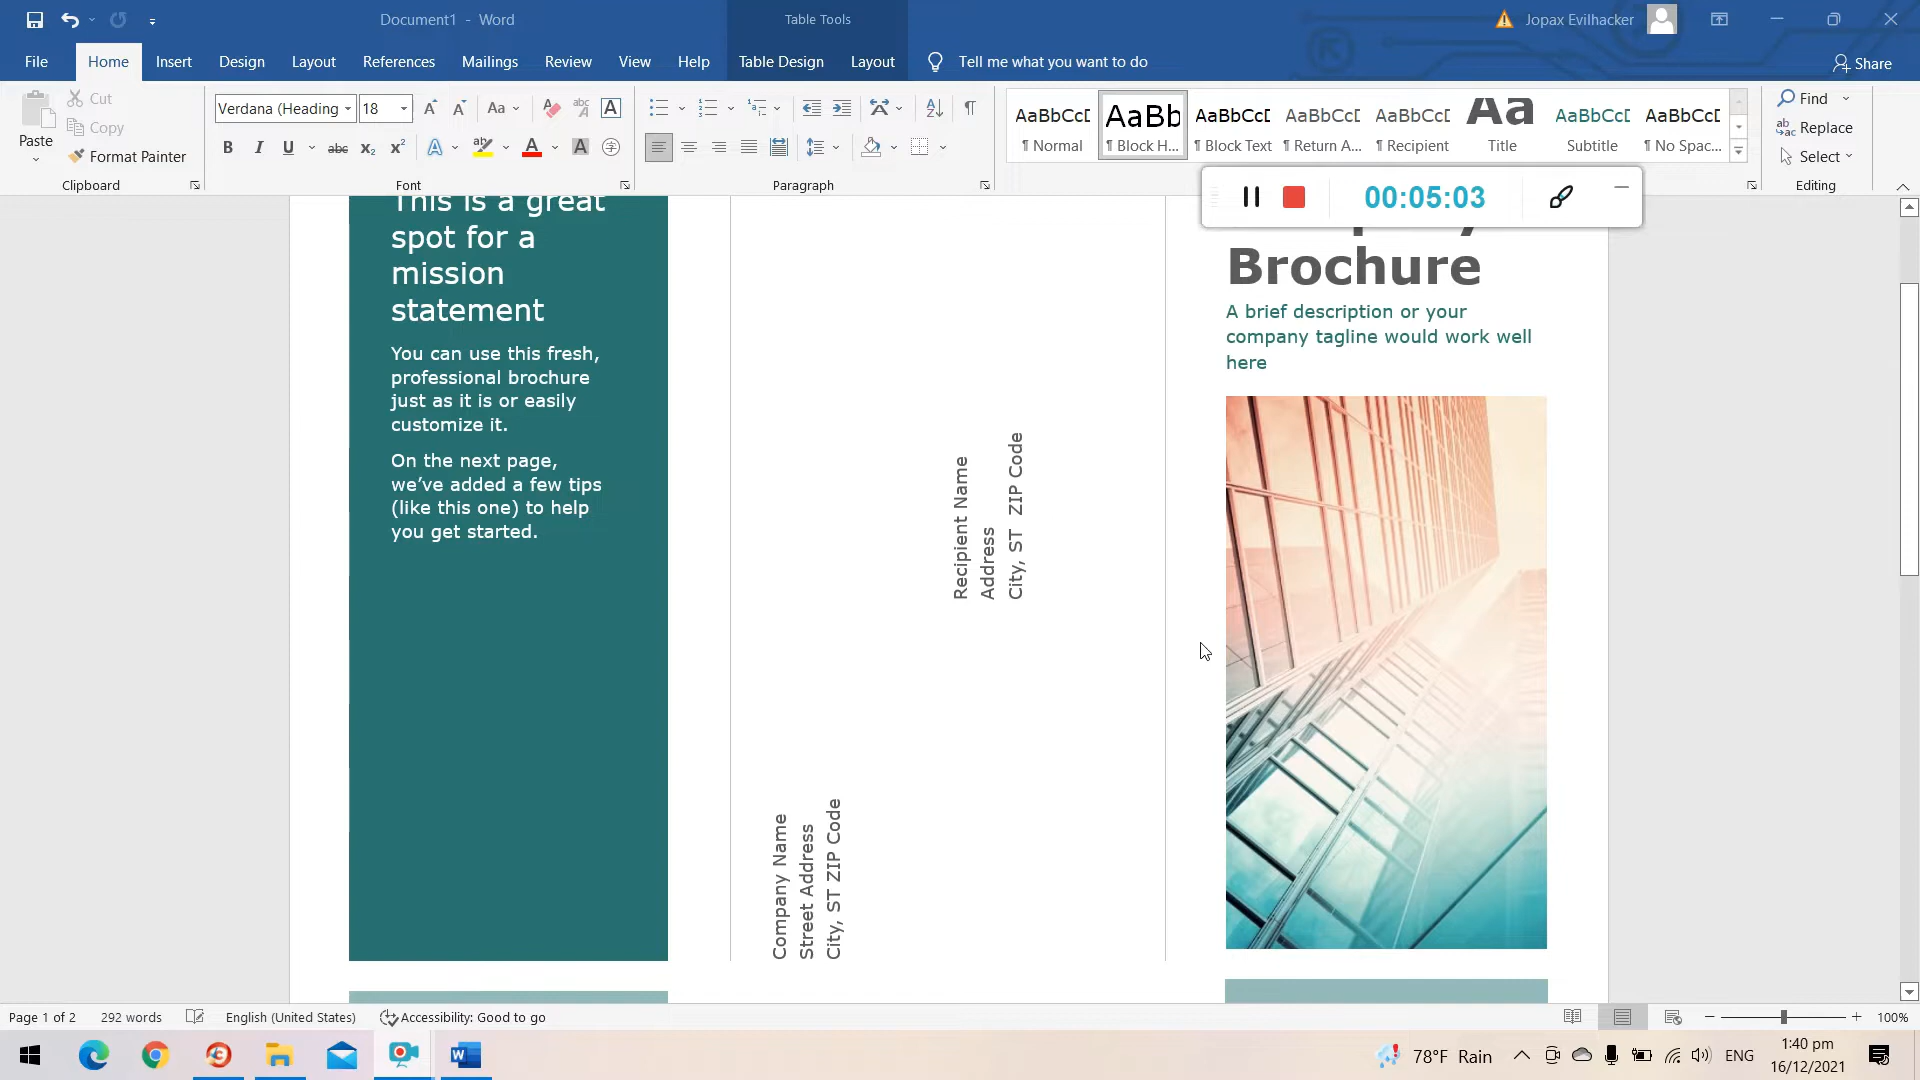 Document1 - Word
Table Tools
Jopax Evilhacker
File
Home
Insert
Design
Layout
References
Mailings
Review
View
Help
Table Design
Layout
Tell me what you want to do
Share
Paste
Cut
Copy
Format Painter
Clipboard
Verdana (Heading
18
Font
Paragraph
AaBbCcD
¶ Normal
AaBb
¶ Block H...
AaBbCcD
¶ Block Text
AaBbCcD
¶ Return A...
AaBbCcD
¶ Recipient
Aa
Title
AaBbCcD
Subtitle
AaBbCcD
¶ No Spac...
Find
Replace
Select
Editing
00:05:03
This is a great
spot for a
mission
statement
You can use this fresh,
professional brochure
just as it is or easily
customize it.
On the next page,
we've added a few tips
(like this one) to help
you get started.
Recipient Name
Address
City, ST ZIP Code
Company Name
Street Address
City, ST ZIP Code
Brochure
A brief description or your
company tagline would work well
here
Page 1 of 2
292 words
English (United States)
Accessibility: Good to go
100%
78°F Rain
ENG
1:40 pm
16/12/2021